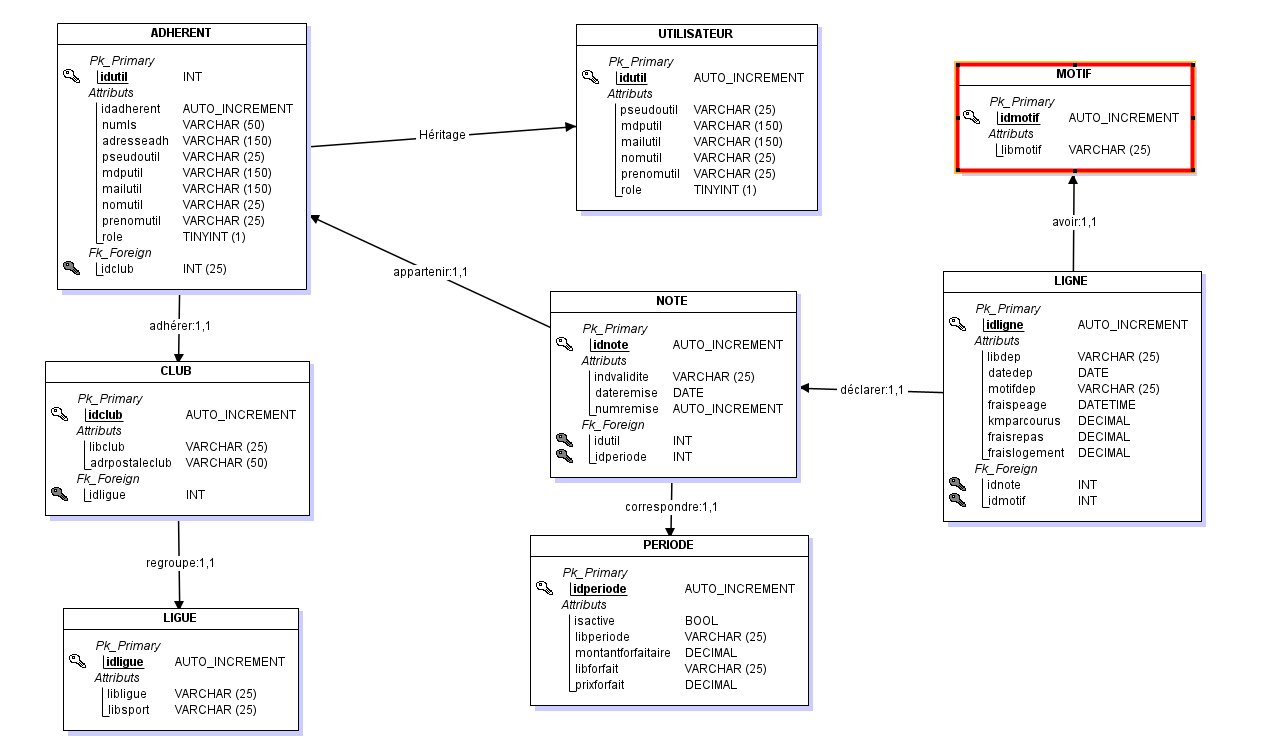 ADHERENT
Pk_Primary
idutil INT
Attributs
idadherent AUTO_INCREMENT
numls VARCHAR (50)
adresseadh VARCHAR (150)
pseudoutil VARCHAR (25)
mdputil VARCHAR (150)
mailutil VARCHAR (150)
nomutil VARCHAR (25)
prenomutil VARCHAR (25)
role TINYINT (1)
Fk_Foreign
idclub INT (25)
Héritage
UTILISATEUR
Pk_Primary
idutil AUTO_INCREMENT
Attributs
pseudoutil VARCHAR (25)
mdputil VARCHAR (150)
mailutil VARCHAR (150)
nomutil VARCHAR (25)
prenomutil VARCHAR (25)
role TINYINT (1)
MOTIF
Pk_Primary
idmotif AUTO_INCREMENT
Attributs
libmotif VARCHAR (25)
avoir:1,1
appartenir:1,1
adhérer:1,1
NOTE
Pk_Primary
idnote AUTO_INCREMENT
Attributs
indvalidite VARCHAR (25)
dateremise DATE
numremise AUTO_INCREMENT
Fk_Foreign
idutil INT
idperiode INT
déclarer:1,1
LIGNE
Pk_Primary
idligne AUTO_INCREMENT
Attributs
libdep VARCHAR (25)
datedep DATE
motifdep VARCHAR (25)
fraispeage DATETIME
kmparcourus DECIMAL
fraisrepas DECIMAL
fraislogement DECIMAL
Fk_Foreign
idnote INT
idmotif INT
CLUB
Pk_Primary
idclub AUTO_INCREMENT
Attributs
libclub VARCHAR (25)
adrpostaleclub VARCHAR (50)
Fk_Foreign
idligue INT
correspondre:1,1
regroupe:1,1
PERIODE
Pk_Primary
idperiode AUTO_INCREMENT
Attributs
isactive BOOL
libperiode VARCHAR (25)
montantforfaitaire DECIMAL
libforfait VARCHAR (25)
prixforfait DECIMAL
LIGUE
Pk_Primary
idligue AUTO_INCREMENT
Attributs
libligue VARCHAR (25)
libsport VARCHAR (25)